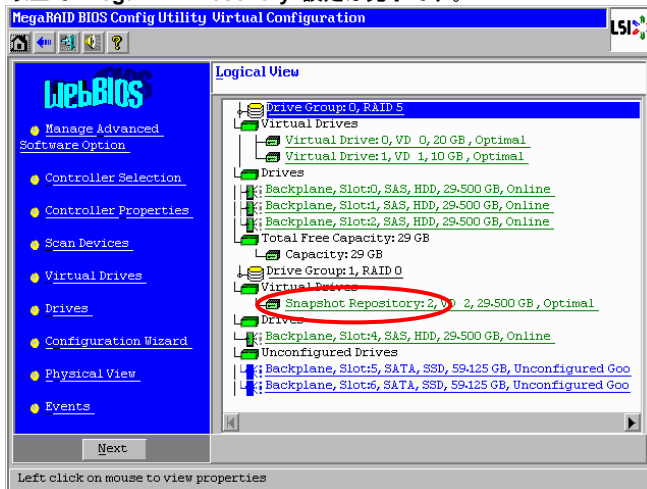 MegaRAID BIOS Config Utility Virtual Configuration
LSI
WebBIOS
Manage Advanced
Software Option
Controller Selection
Controller Properties
Scan Devices
Virtual Drives
Drives
Configuration Wizard
Physical View
Events
Next
Logical View
Drive Group: 0, RAID 5
Virtual Drives
Virtual Drive: 0, VD 0, 20 GB, Optimal
Virtual Drive: 1, VD 1, 10 GB, Optimal
Drives
Backplane, Slot:0, SAS, HDD, 29.500 GB, Online
Backplane, Slot:1, SAS, HDD, 29.500 GB, Online
Backplane, Slot:2, SAS, HDD, 29.500 GB, Online
Total Free Capacity: 29 GB
Capacity: 29 GB
Drive Group: 1, RAID 0
Virtual Drives
Snapshot Repository: 2, VD 2, 29.500 GB, Optimal
Drives
Backplane, Slot:4, SAS, HDD, 29.500 GB, Online
Unconfigured Drives
Backplane, Slot:5, SATA, SSD, 59.125 GB, Unconfigured Goo
Backplane, Slot:6, SATA, SSD, 59.125 GB, Unconfigured Goo
Left click on mouse to view properties